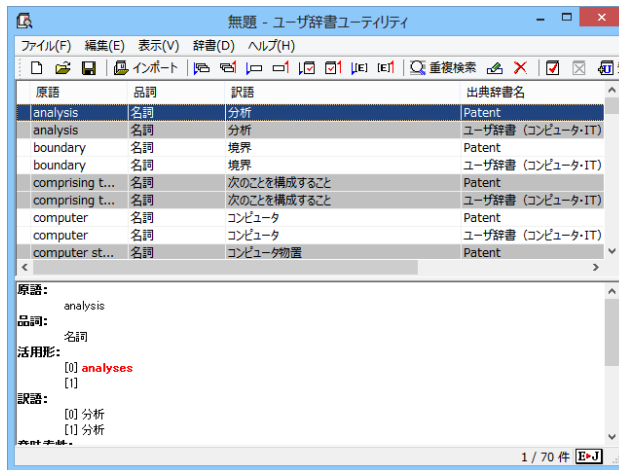 無題 - ユーザ辞書ユーティリティ
ファイル(F) 編集(E) 表示(V) 辞書(D) ヘルプ(H)
インポート 重複検索
原語 品詞 訳語 出典辞書名
analysis 名詞 分析 Patent
analysis 名詞 分析 ユーザ辞書 (コンピュータ・IT)
boundary 名詞 境界 Patent
boundary 名詞 境界 ユーザ辞書 (コンピュータ・IT)
comprising t... 名詞 次のことを構成すること Patent
comprising t... 名詞 次のことを構成すること ユーザ辞書 (コンピュータ・IT)
computer 名詞 コンピュータ Patent
computer 名詞 コンピュータ ユーザ辞書 (コンピュータ・IT)
computer st... 名詞 コンピュータ物置 Patent
原語:
analysis
品詞:
名詞
活用形:
[0] analyses
[1]
訳語:
[0] 分析
[1] 分析
1 / 70 件 E▸J